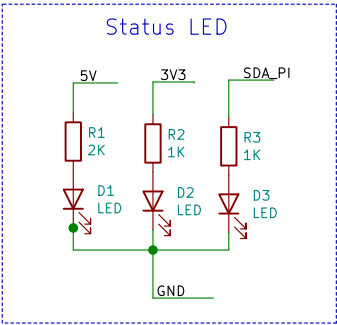 Status LED
5V
3V3
SDA_PI
R1
2K
R2
1K
R3
1K
D1
LED
D2
LED
D3
LED
GND